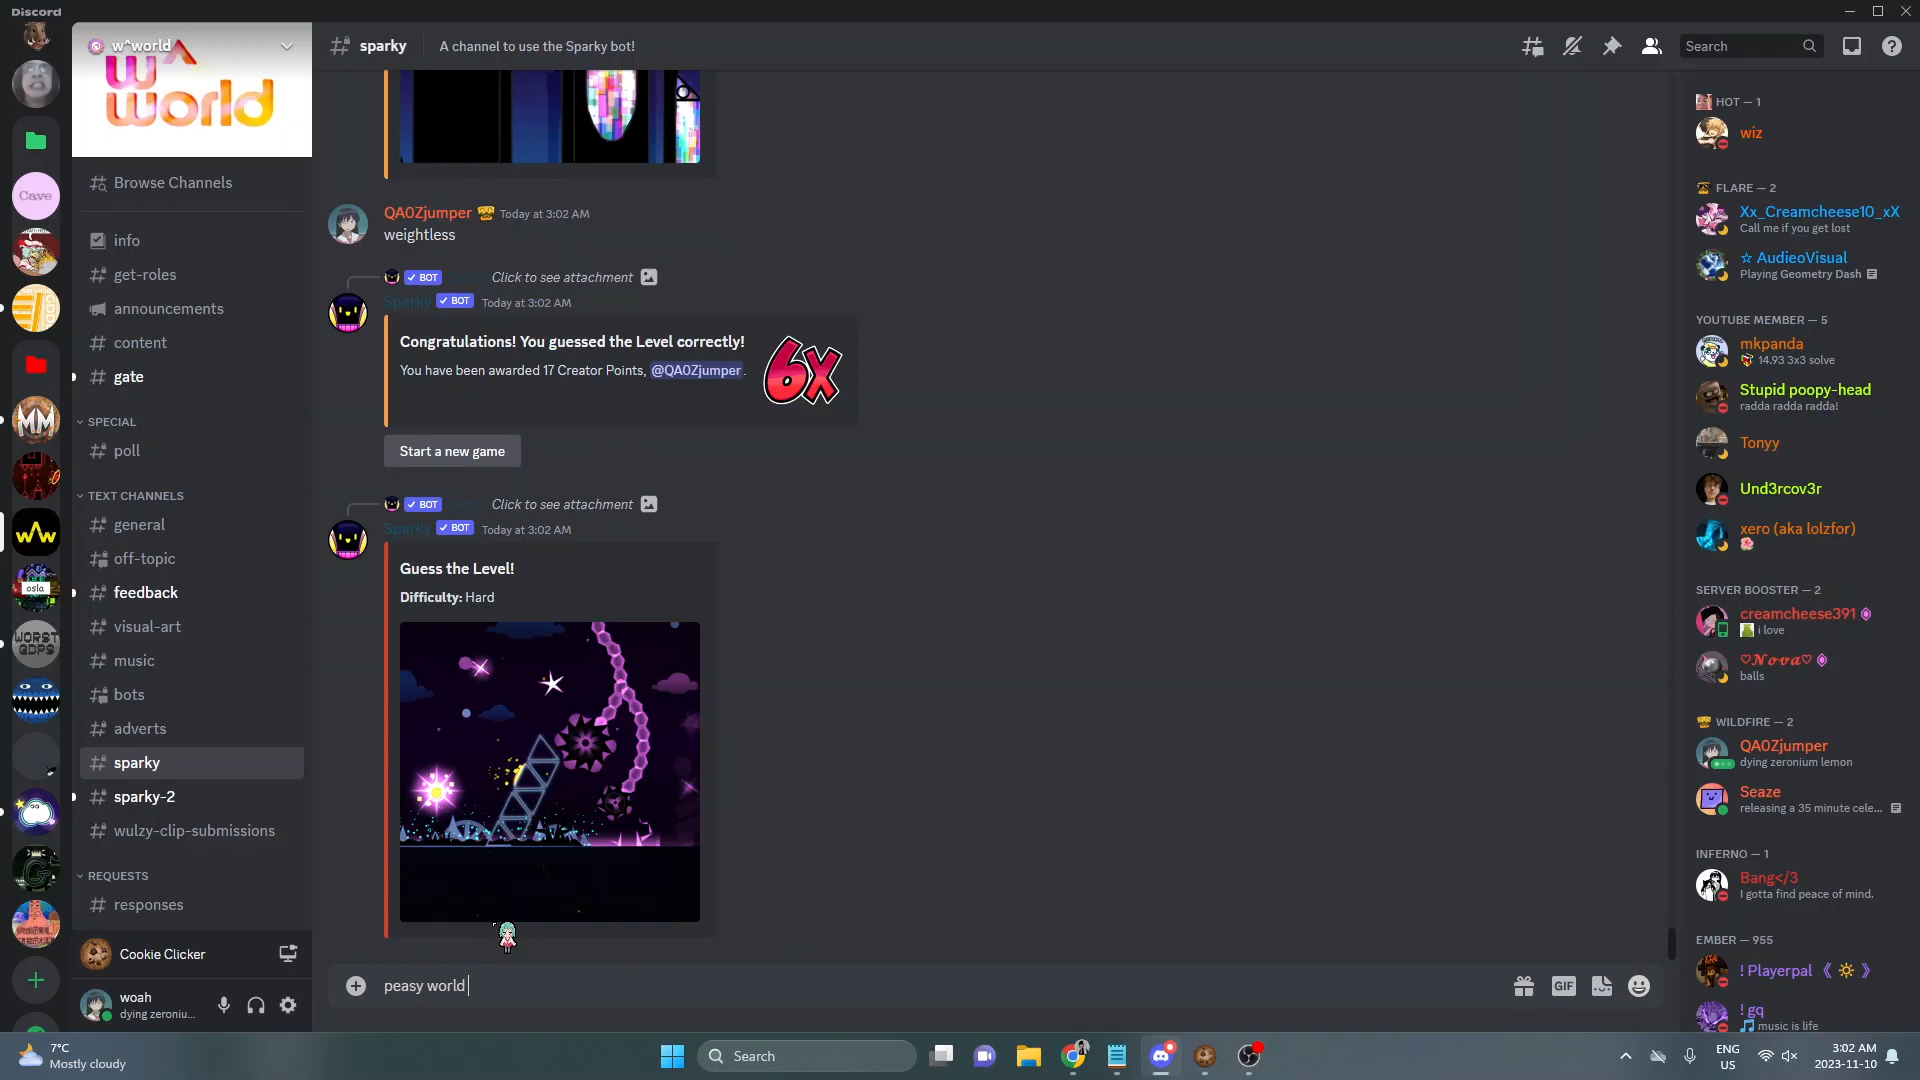 Discord
w^world
w^
world
Browse Channels
info
get-roles
announcements
content
gate
SPECIAL
poll
TEXT CHANNELS
general
off-topic
feedback
visual-art
music
bots
adverts
sparky
sparky-2
wulzy-clip-submissions
REQUESTS
responses
Cookie Clicker
woah
dying zeroniu...
Cave
MM
osla
WORST
GDPS
sparky
A channel to use the Sparky bot!
Search
QA0Zjumper Today at 3:02 AM
weightless
BOT Click to see attachment
Sparky BOT Today at 3:02 AM
Congratulations! You guessed the Level correctly!
You have been awarded 17 Creator Points, @QA0Zjumper.
6X
Start a new game
BOT Click to see attachment
Sparky BOT Today at 3:02 AM
Guess the Level!
Difficulty: Hard
peasy world
GIF
HOT — 1
wiz
FLARE — 2
Xx_Creamcheese10_xX
Call me if you get lost
☆ AudieoVisual
Playing Geometry Dash
YOUTUBE MEMBER — 5
mkpanda
14.93 3x3 solve
Stupid poopy-head
radda radda radda!
Tonyy
Und3rcov3r
xero (aka lolzfor)
SERVER BOOSTER — 2
creamcheese391
i love
♡𝓝𝓸𝓿𝓪♡
balls
WILDFIRE — 2
QA0Zjumper
dying zeronium lemon
Seaze
releasing a 35 minute cele...
INFERNO — 1
Bang</3
I gotta find peace of mind.
EMBER — 955
! Playerpal 《 🔆 》
! gq
music is life
7°C
Mostly cloudy
Search
ENG
US
3:02 AM
2023-11-10